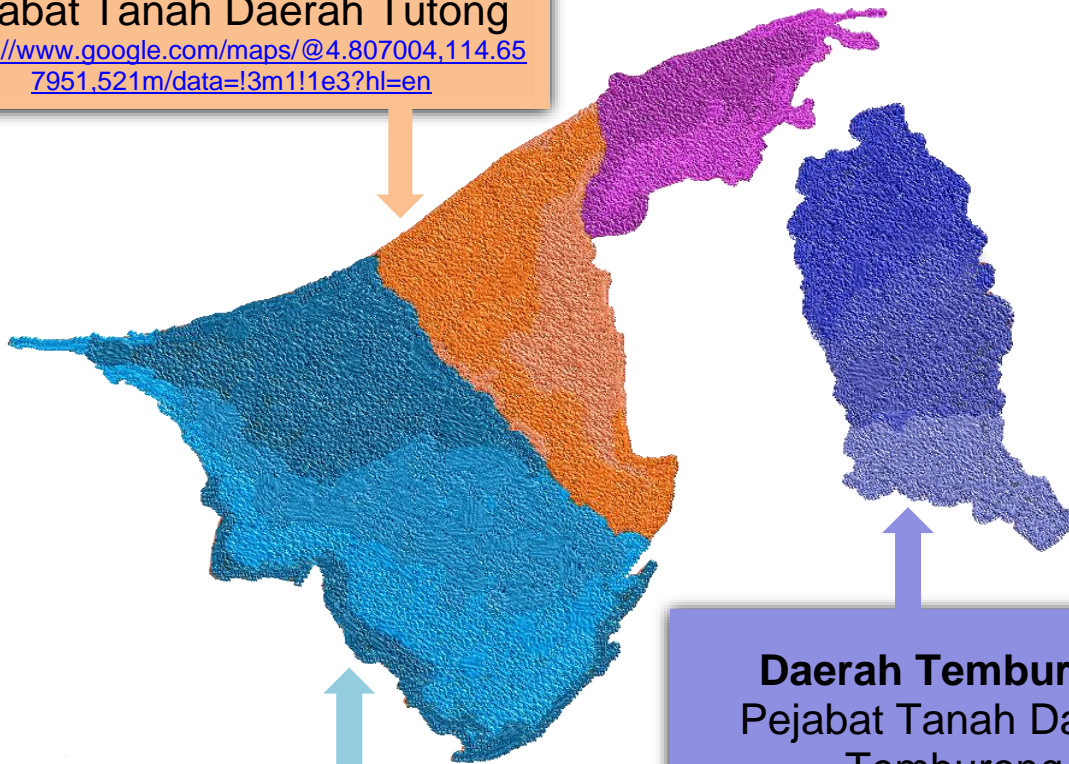 abat Tanah Daerah Tutong
://www.google.com/maps/@4.807004,114.65
7951,521m/data=!3m1!1e3?hl=en
Daerah Tembur
Pejabat Tanah Da
Temburong